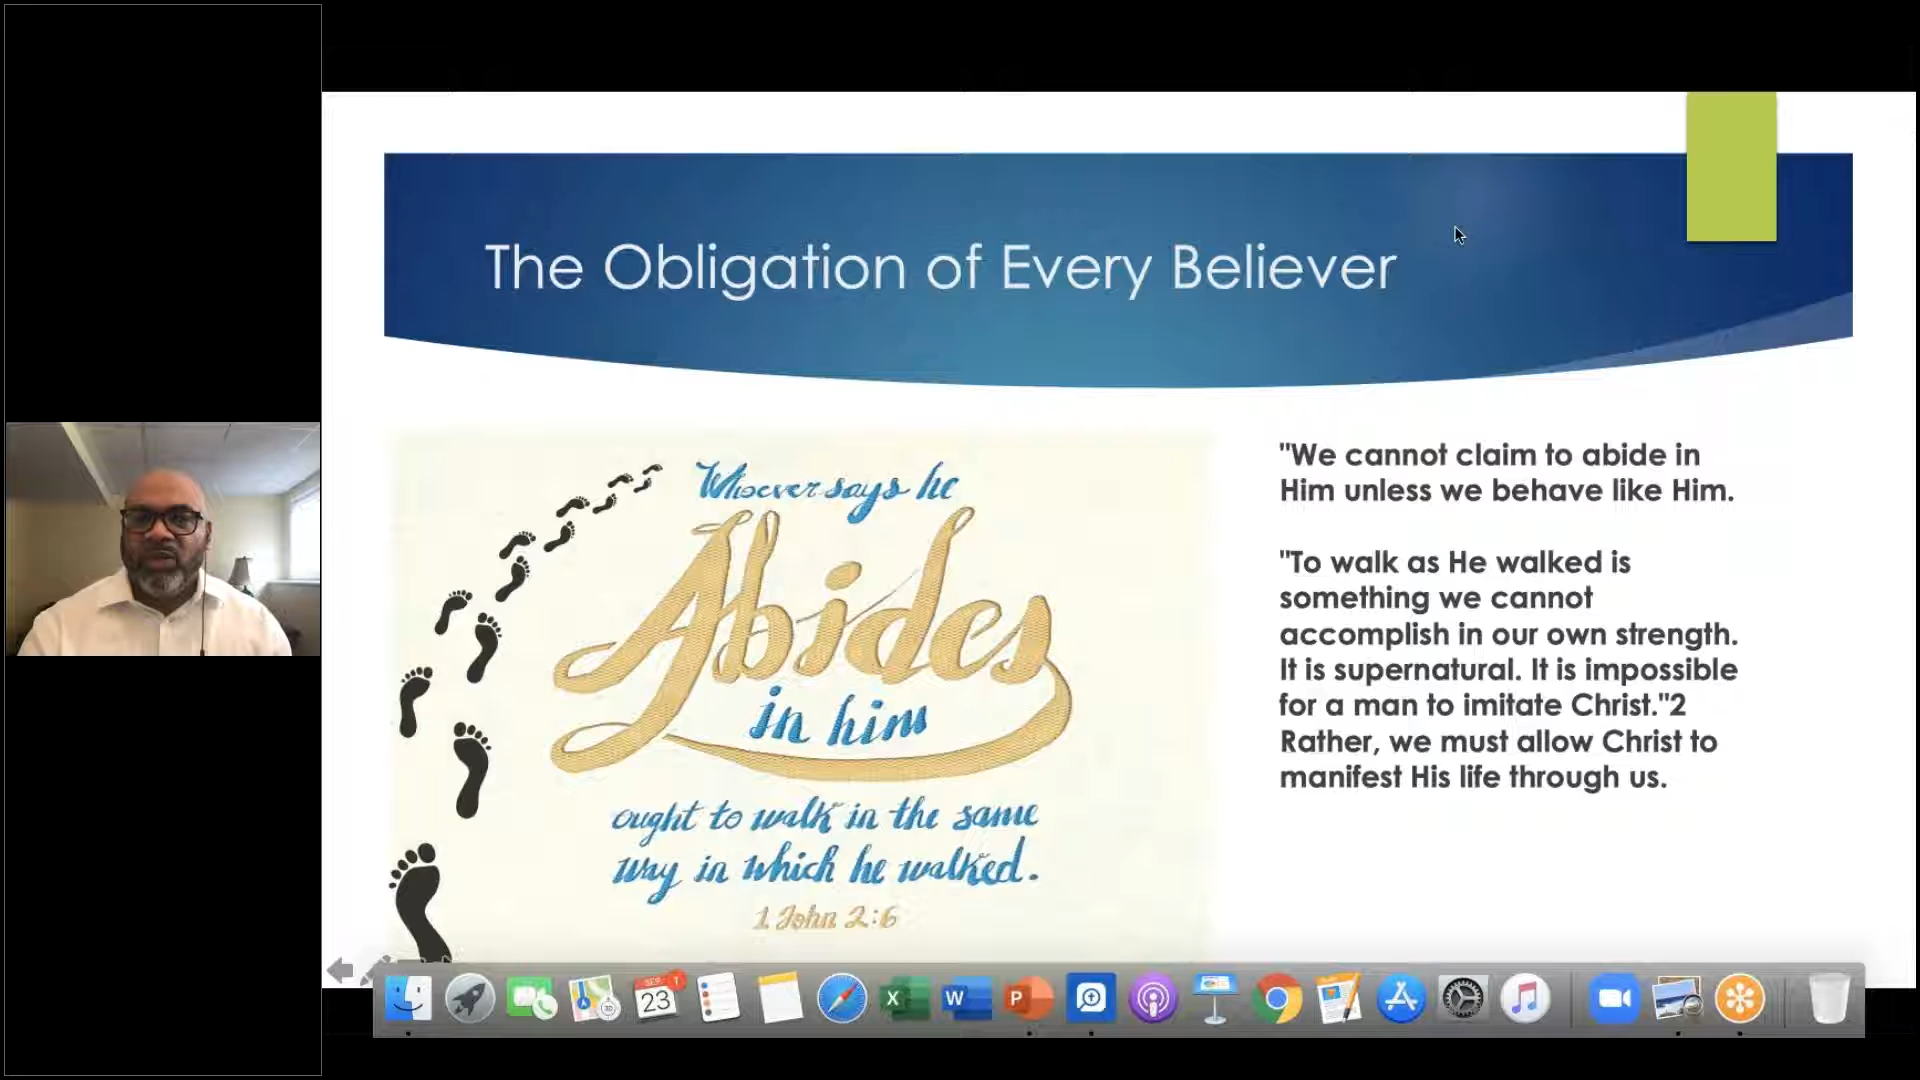 The Obligation of Every Believer
Whoever says he
Abides
in him
ought to walk in the same
way in which he walked.
1 John 2:6
"We cannot claim to abide in
Him unless we behave like Him.
"To walk as He walked is
something we cannot
accomplish in our own strength.
It is supernatural. It is impossible
for a man to imitate Christ."2
Rather, we must allow Christ to
manifest His life through us.
SEP 1
23
X
W
P